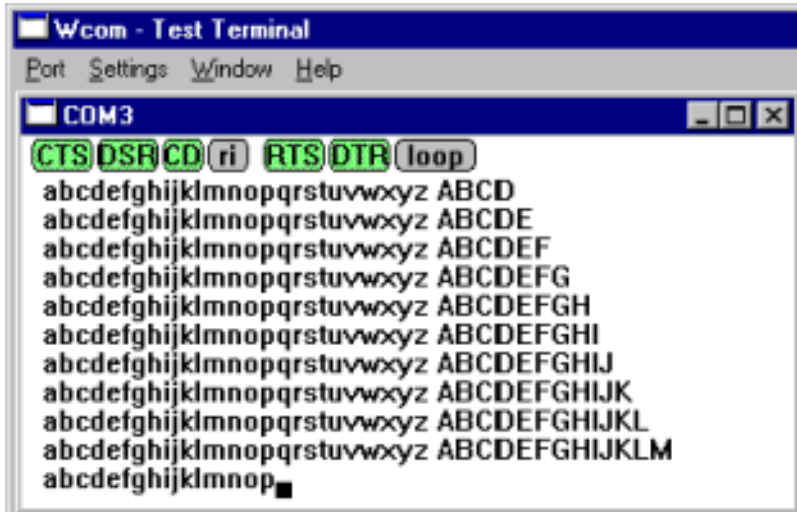 Wcom - Test Terminal
Port Settings Window Help
COM3
CTS DSR CD ri RTS DTR loop
abcdefghijklmnopqrstuvwxyz ABCD
abcdefghijklmnopqrstuvwxyz ABCDE
abcdefghijklmnopqrstuvwxyz ABCDEF
abcdefghijklmnopqrstuvwxyz ABCDEFG
abcdefghijklmnopqrstuvwxyz ABCDEFGH
abcdefghijklmnopqrstuvwxyz ABCDEFGHI
abcdefghijklmnopqrstuvwxyz ABCDEFGHIJ
abcdefghijklmnopqrstuvwxyz ABCDEFGHIJK
abcdefghijklmnopqrstuvwxyz ABCDEFGHIJKL
abcdefghijklmnopqrstuvwxyz ABCDEFGHIJKLM
abcdefghijklmnop